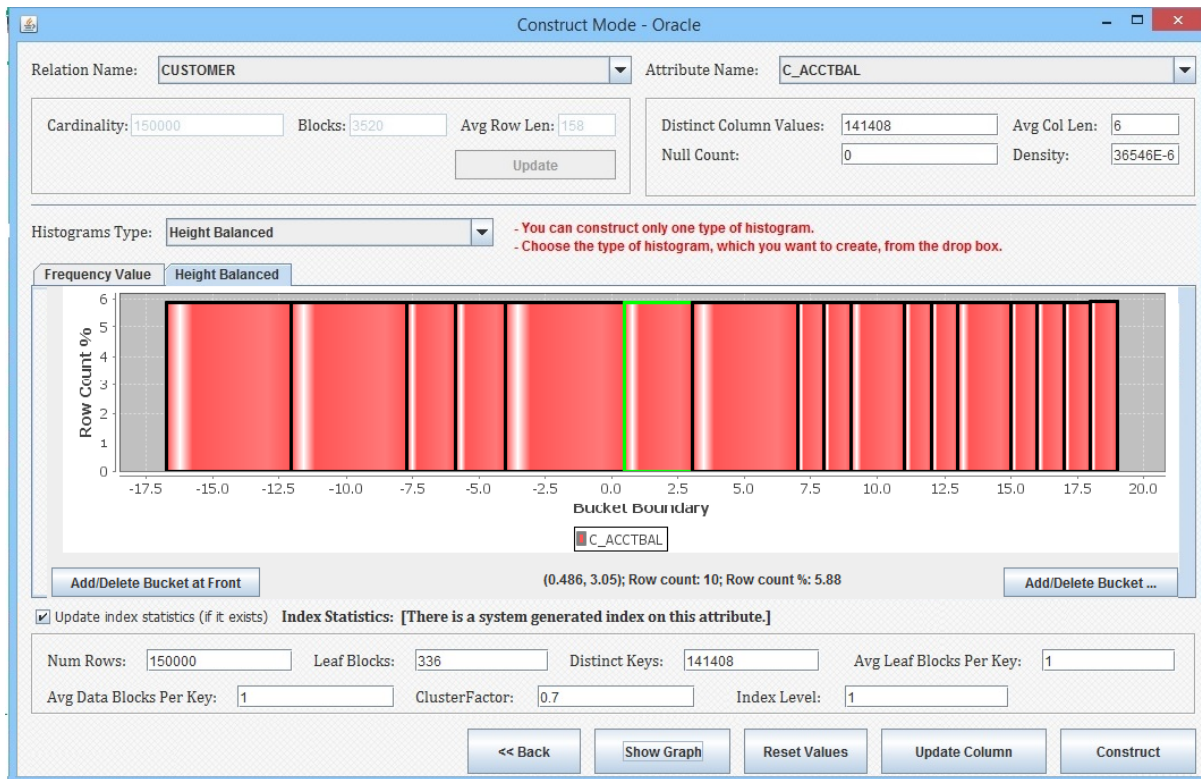 Construct Mode - Oracle
Relation Name: CUSTOMER Attribute Name: C_ACCTBAL
Cardinality: 150000 Blocks: 3520 Avg Row Len: 158 Distinct Column Values: 141408 Avg Col Len: 6
Update Null Count: 0 Density: 36546E-6
Histograms Type: Height Balanced
- You can construct only one type of histogram.
- Choose the type of histogram, which you want to create, from the drop box.
Frequency Value Height Balanced
Row Count %
6
5
4
3
2
1
0
-17.5 -15.0 -12.5 -10.0 -7.5 -5.0 -2.5 0.0 2.5 5.0 7.5 10.0 12.5 15.0 17.5 20.0
Bucket Boundary
C_ACCTBAL
Add/Delete Bucket at Front (0.486, 3.05); Row count: 10; Row count %: 5.88 Add/Delete Bucket ...
Update index statistics (if it exists) Index Statistics: [There is a system generated index on this attribute.]
Num Rows: 150000 Leaf Blocks: 336 Distinct Keys: 141408 Avg Leaf Blocks Per Key: 1
Avg Data Blocks Per Key: 1 ClusterFactor: 0.7 Index Level: 1
<< Back Show Graph Reset Values Update Column Construct